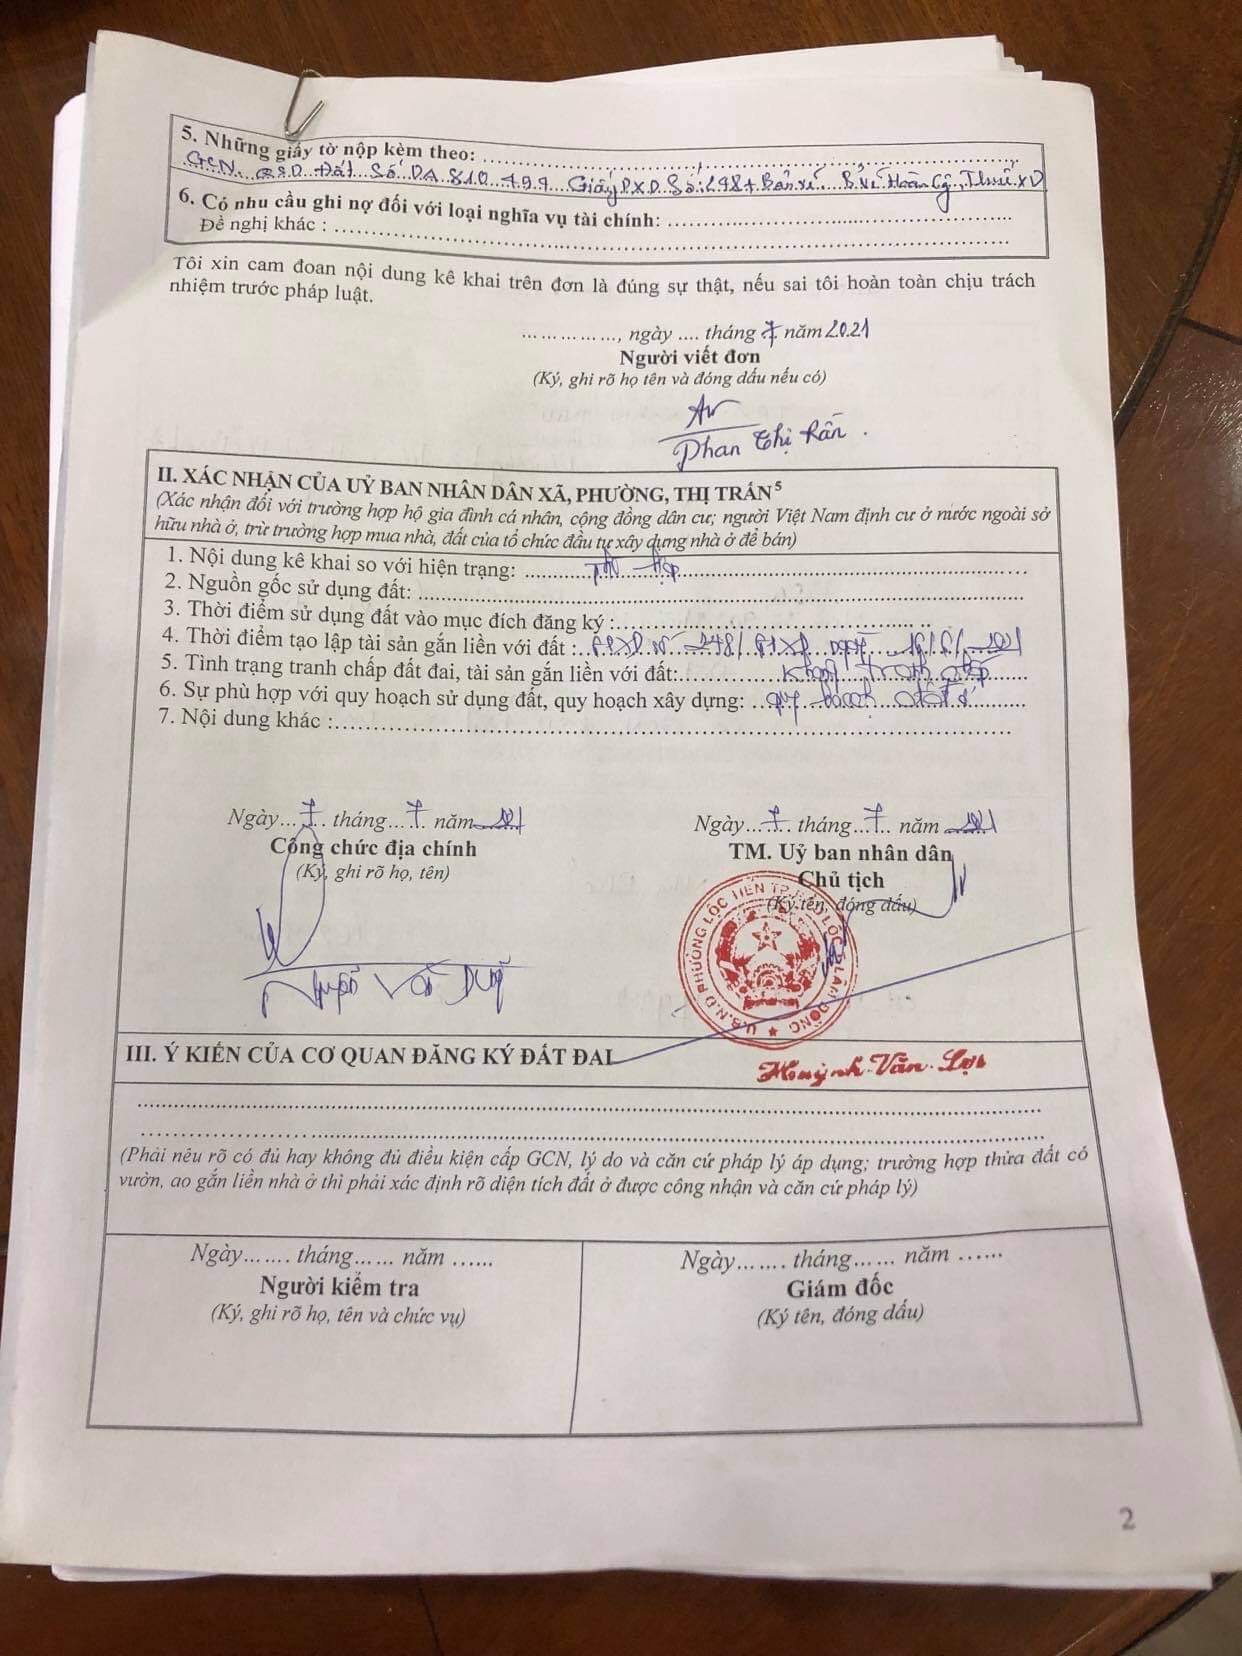 5. Những giấy tờ nộp kèm theo: ........................
GCN. QSD. Đất Số DA 810 499 Giấy PXD Số: 248 + Bản vẽ. B.Vẽ Hoàn Cg, Thuế XD
6. Có nhu cầu ghi nợ đối với loại nghĩa vụ tài chính: ........................
Đề nghị khác : ........................
Tôi xin cam đoan nội dung kê khai trên đơn là đúng sự thật, nếu sai tôi hoàn toàn chịu trách
nhiệm trước pháp luật.
..............., ngày .... tháng 7 năm 2021
Người viết đơn
(Ký, ghi rõ họ tên và đóng dấu nếu có)
Phan Thị
II. XÁC NHẬN CỦA UỶ BAN NHÂN DÂN XÃ, PHƯỜNG, THỊ TRẤN⁵
(Xác nhận đối với trường hợp hộ gia đình cá nhân, cộng đồng dân cư; người Việt Nam định cư ở nước ngoài sở
hữu nhà ở, trừ trường hợp mua nhà, đất của tổ chức đầu tư xây dựng nhà ở để bán)
1. Nội dung kê khai so với hiện trạng: phù hợp
2. Nguồn gốc sử dụng đất: ........................
3. Thời điểm sử dụng đất vào mục đích đăng ký :........................
4. Thời điểm tạo lập tài sản gắn liền với đất : 248/ ngày 2021
5. Tình trạng tranh chấp đất đai, tài sản gắn liền với đất: không tranh chấp
6. Sự phù hợp với quy hoạch sử dụng đất, quy hoạch xây dựng: quy hoạch đất ở
7. Nội dung khác :........................
Ngày...7... tháng...7.. năm 2021
Ngày...7... tháng...7.. năm 2021
Công chức địa chính
TM. Uỷ ban nhân dân
(Ký, ghi rõ họ, tên)
Chủ tịch
(Ký tên, đóng dấu)
U.B.N.D PHƯỜNG LỘC TIẾN TP.BẢO LỘC T.LÂM ĐỒNG
Nguyễn Văn Dũng
Huỳnh Văn Lợi
III. Ý KIẾN CỦA CƠ QUAN ĐĂNG KÝ ĐẤT ĐAI
........................
........................
(Phải nêu rõ có đủ hay không đủ điều kiện cấp GCN, lý do và căn cứ pháp lý áp dụng; trường hợp thửa đất có
vườn, ao gắn liền nhà ở thì phải xác định rõ diện tích đất ở được công nhận và căn cứ pháp lý)
Ngày....... tháng...... năm ......
Ngày....... tháng...... năm ......
Người kiểm tra
Giám đốc
(Ký, ghi rõ họ, tên và chức vụ)
(Ký tên, đóng dấu)
2